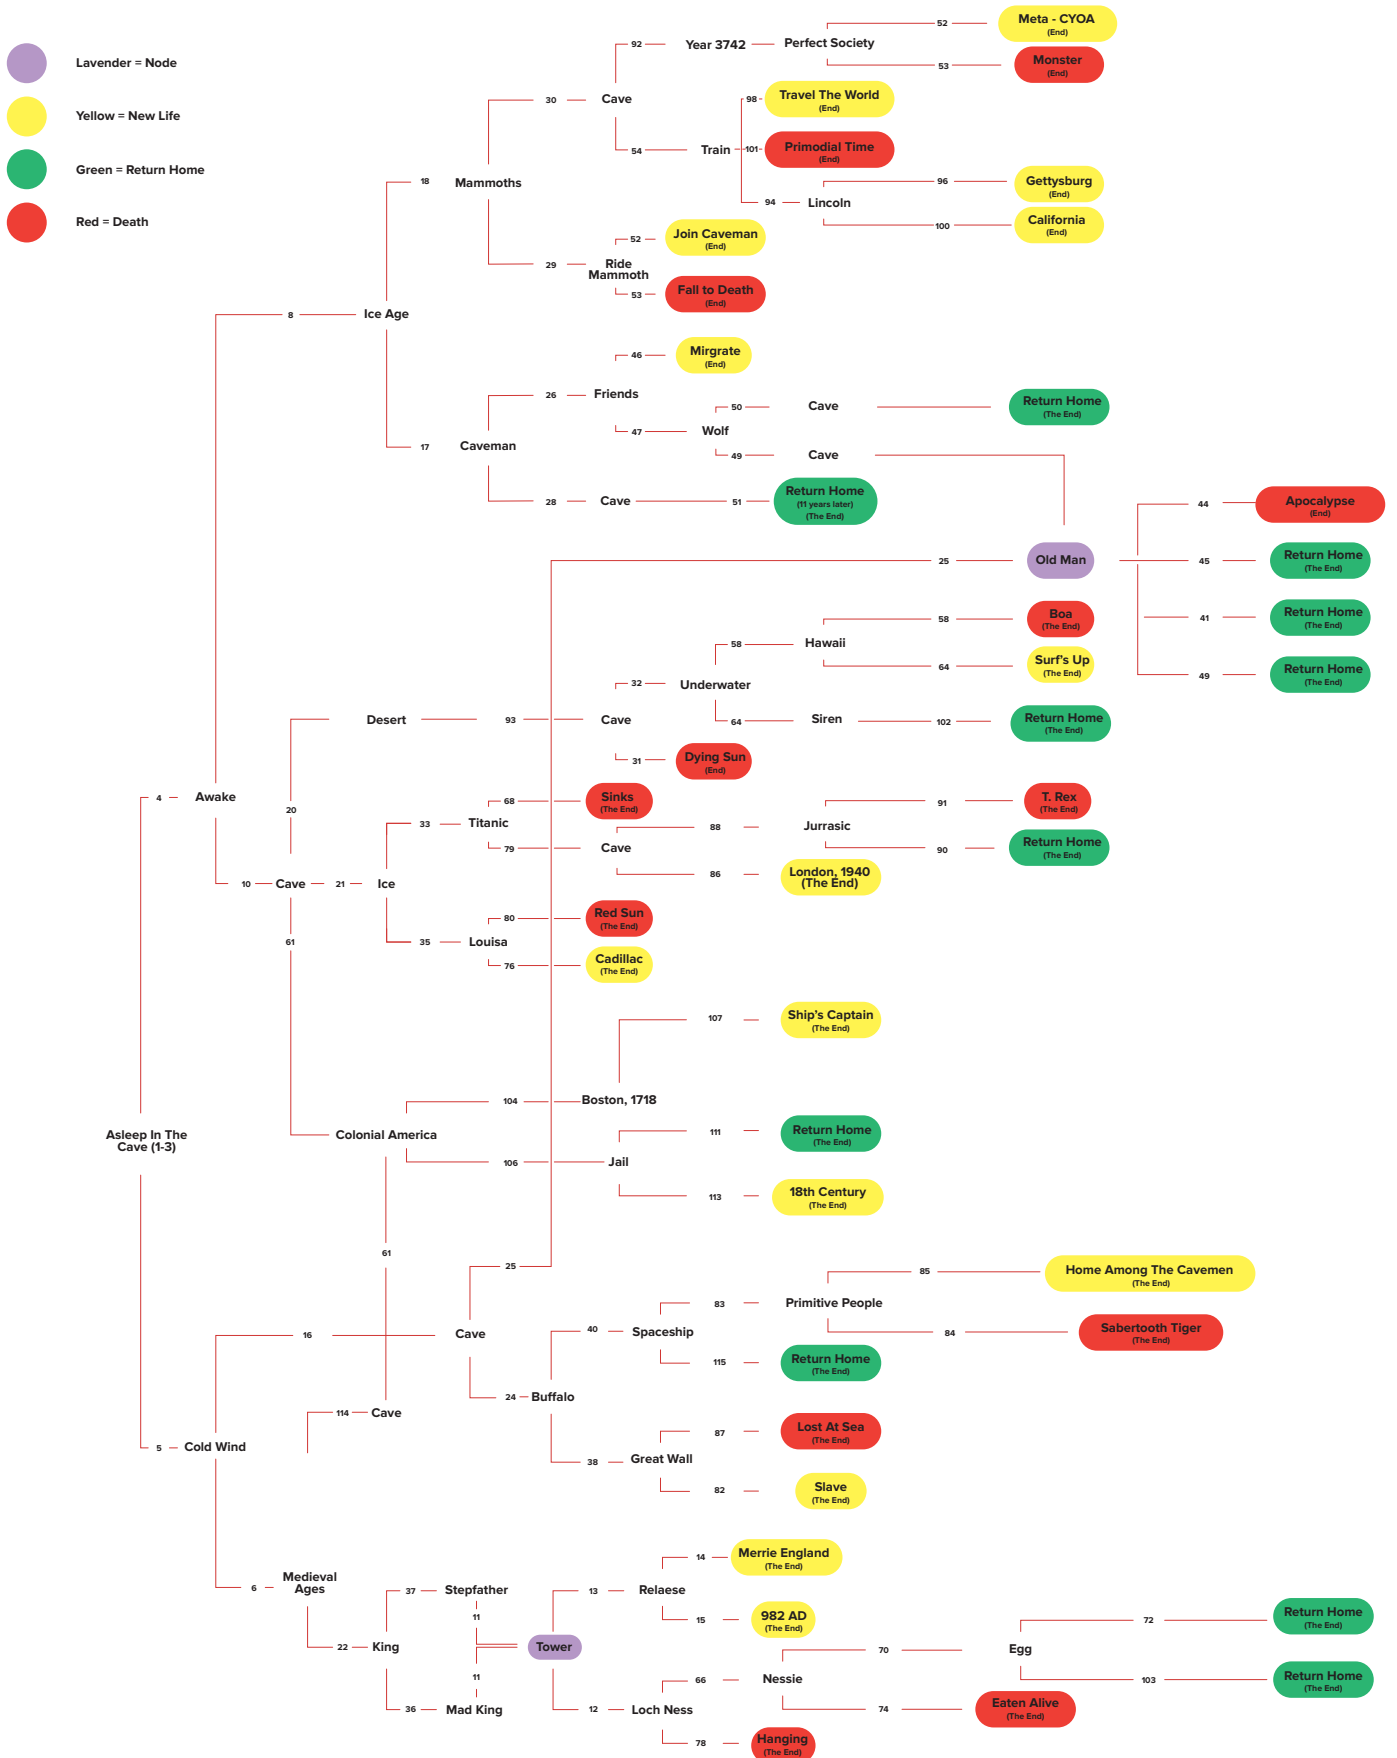 Lavender = Node
Yellow = New Life
Green = Return Home
Red = Death
52
Meta - CYOA
(End)
92
Year 3742
Perfect Society
53
Monster
(End)
30
Cave
98
Travel The World
(End)
54
Train
101
Primodial Time
(End)
18
Mammoths
94
Lincoln
96
Gettysburg
(End)
100
California
(End)
52
Join Caveman
(End)
29
Ride
Mammoth
53
Fall to Death
(End)
8
Ice Age
46
Mirgrate
(End)
26
Friends
50
Cave
Return Home
(The End)
47
Wolf
17
Caveman
49
Cave
28
Cave
51
Return Home
(11 years later)
(The End)
44
Apocalypse
(End)
25
Old Man
45
Return Home
(The End)
41
Return Home
(The End)
49
Return Home
(The End)
58
Boa
(The End)
58
Hawaii
64
Surf's Up
(The End)
32
Underwater
Desert
93
Cave
64
Siren
102
Return Home
(The End)
31
Dying Sun
(End)
4
Awake
20
68
Sinks
(The End)
33
Titanic
91
T. Rex
(The End)
88
Jurrasic
79
Cave
90
Return Home
(The End)
86
London, 1940
(The End)
10
Cave
21
Ice
61
80
Red Sun
(The End)
35
Louisa
76
Cadillac
(The End)
107
Ship's Captain
(The End)
104
Boston, 1718
Asleep In The
Cave (1-3)
Colonial America
111
Return Home
(The End)
106
Jail
113
18th Century
(The End)
61
25
85
Home Among The Cavemen
(The End)
83
Primitive People
16
Cave
40
Spaceship
84
Sabertooth Tiger
(The End)
115
Return Home
(The End)
24
Buffalo
114
Cave
87
Lost At Sea
(The End)
5
Cold Wind
38
Great Wall
82
Slave
(The End)
14
Merrie England
(The End)
6
Medieval
Ages
37
Stepfather
13
Relaese
11
15
982 AD
(The End)
72
Return Home
(The End)
22
King
Tower
70
Egg
11
66
Nessie
103
Return Home
(The End)
36
Mad King
12
Loch Ness
74
Eaten Alive
(The End)
78
Hanging
(The End)